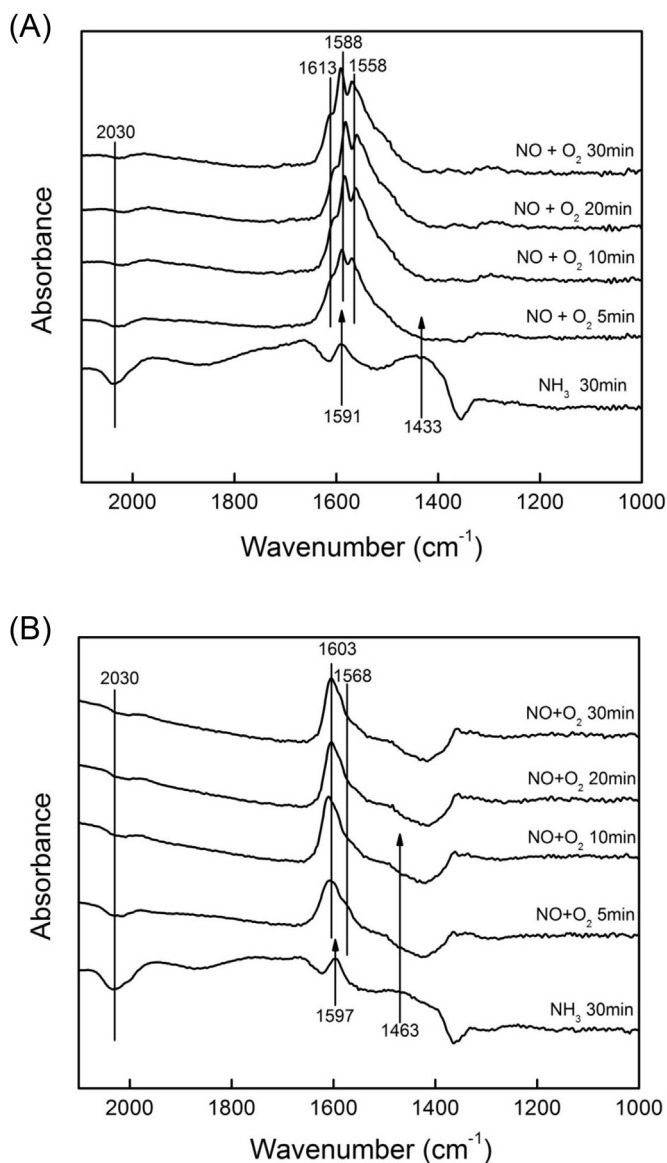 (A)
1588
1613 1558
2030
NO + O₂ 30min
NO + O₂ 20min
NO + O₂ 10min
NO + O₂ 5min
NH₃ 30min
1591 1433
Absorbance
2000 1800 1600 1400 1200 1000
Wavenumber (cm⁻¹)
(B)
1603
2030 1568
NO+O₂ 30min
NO+O₂ 20min
NO+O₂ 10min
NO+O₂ 5min
NH₃ 30min
1597 1463
Absorbance
2000 1800 1600 1400 1200 1000
Wavenumber (cm⁻¹)